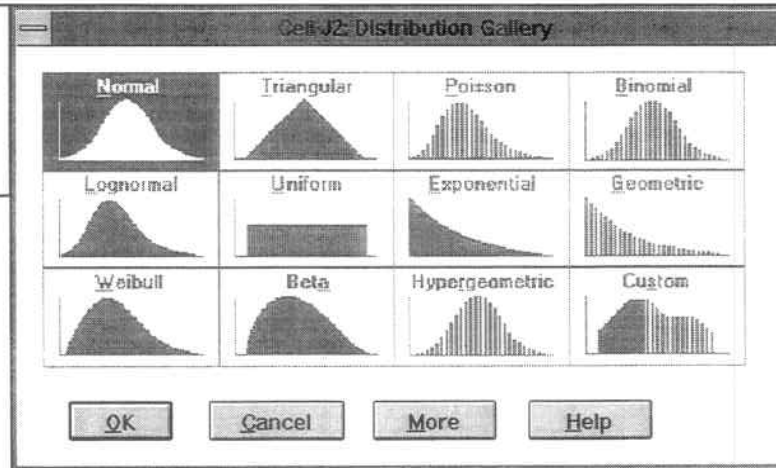 Cell J2: Distribution Gallery
Normal Triangular Poisson Binomial
Lognormal Uniform Exponential Geometric
Weibull Beta Hypergeometric Custom
OK Cancel More Help